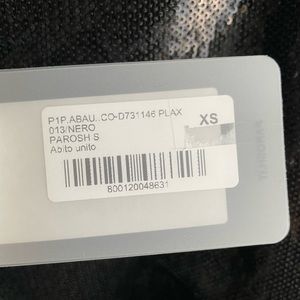 P1P.ABAU..CO-D731146 PLAX
013/NERO
PAROSH S
Abito unito
XS
800120048631